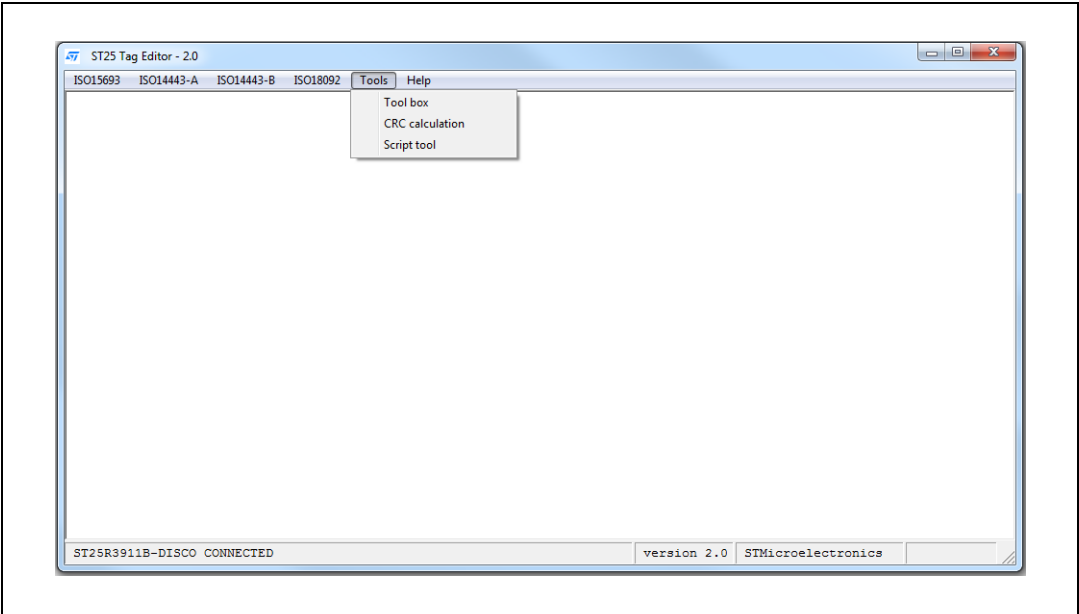 ST25 Tag Editor - 2.0
ISO15693 ISO14443-A ISO14443-B ISO18092 Tools Help
Tool box
CRC calculation
Script tool
ST25R3911B-DISCO CONNECTED version 2.0 STMicroelectronics